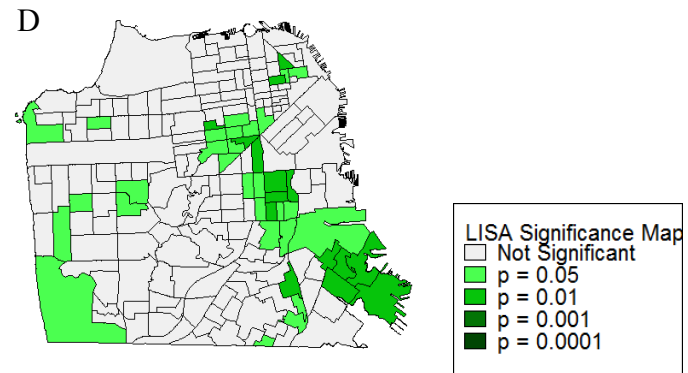 D
LISA Significance Map
Not Significant
p = 0.05
p = 0.01
p = 0.001
p = 0.0001